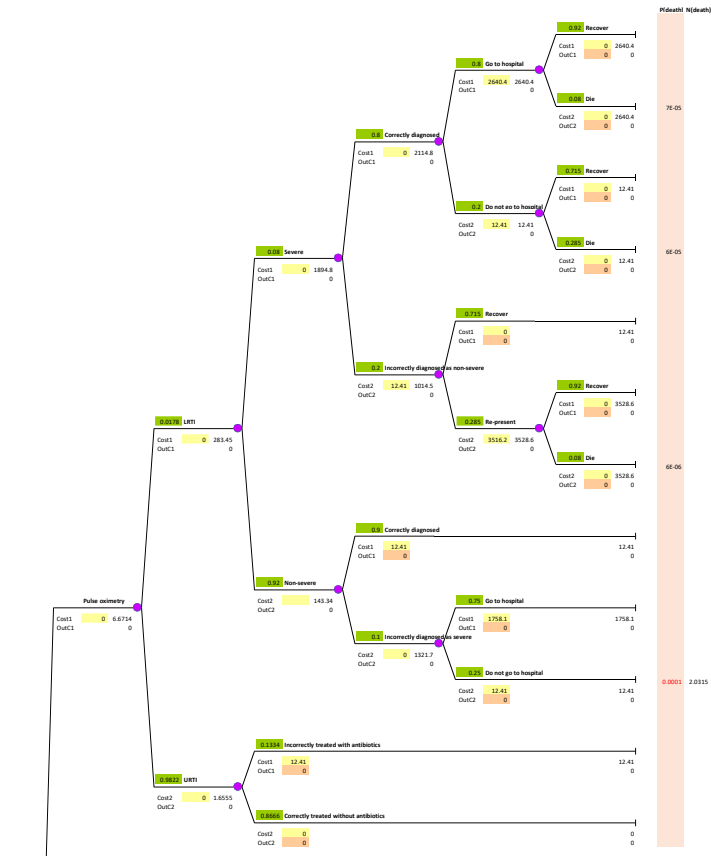 P(death) N(death)
0.92 Recover
Cost1 0 2640.4
OutC1 0 0
0.8 Go to hospital
Cost1 2640.4 2640.4
OutC1 0
0.08 Die
Cost2 0 2640.4
OutC2 0 0
7E-05
0.8 Correctly diagnosed
Cost1 0 2114.8
OutC1 0
0.715 Recover
Cost1 0 12.41
OutC1 0 0
0.2 Do not go to hospital
Cost2 12.41 12.41
OutC2 0
0.285 Die
Cost2 0 12.41
OutC2 0 0
6E-05
0.08 Severe
Cost1 0 1894.8
OutC1 0
0.715 Recover
Cost1 0 12.41
OutC1 0 0
0.2 Incorrectly diagnosed as non-severe
Cost2 12.41 1014.5
OutC2 0
0.92 Recover
Cost1 0 3528.6
OutC1 0 0
0.285 Re-present
Cost2 3516.2 3528.6
OutC2 0 0
0.08 Die
Cost2 0 3528.6
OutC2 0 0
6E-06
0.0178 LRTI
Cost1 0 283.45
OutC1 0
0.9 Correctly diagnosed
Cost1 12.41 12.41
OutC1 0 0
0.92 Non-severe
Cost2 143.34
OutC2 0
0.75 Go to hospital
Cost1 1758.1 1758.1
OutC1 0 0
0.1 Incorrectly diagnosed as severe
Cost2 0 1321.7
OutC2 0
0.25 Do not go to hospital
Cost2 12.41 12.41
OutC2 0 0
0.0001 2.0315
Pulse oximetry
Cost1 0 6.6714
OutC1 0
0.1334 Incorrectly treated with antibiotics
Cost1 12.41 12.41
OutC1 0 0
0.9822 URTI
Cost2 0 1.6555
OutC2 0
0.8666 Correctly treated without antibiotics
Cost2 0 0
OutC2 0 0